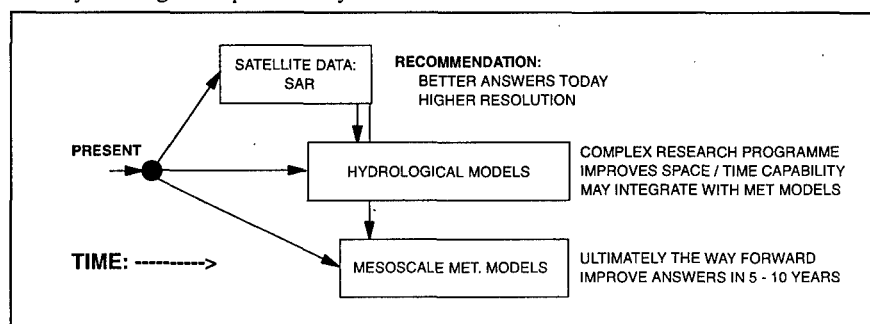 SATELLITE DATA:
SAR
RECOMMENDATION:
BETTER ANSWERS TODAY
HIGHER RESOLUTION
PRESENT
HYDROLOGICAL MODELS
COMPLEX RESEARCH PROGRAMME
IMPROVES SPACE / TIME CAPABILITY
MAY INTEGRATE WITH MET MODELS
TIME: ---------->
MESOSCALE MET. MODELS
ULTIMATELY THE WAY FORWARD
IMPROVE ANSWERS IN 5 - 10 YEARS